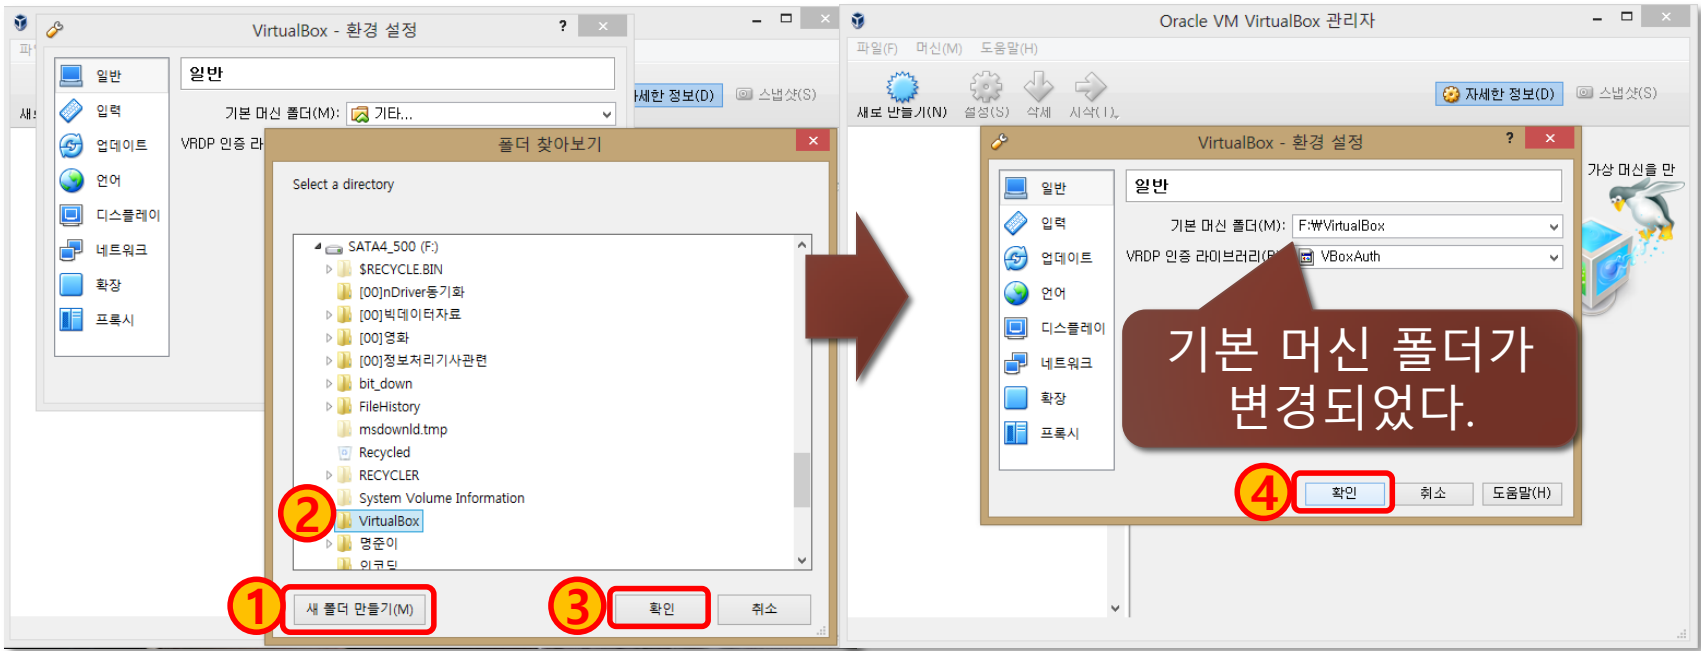 VirtualBox - 환경 설정
?
파
새
일반
입력
업데이트
언어
디스플레이
네트워크
확장
프록시
일반
기본 머신 폴더(M): 기타...
VRDP 인증 라
세한 정보(D)
스냅샷(S)
폴더 찾아보기
Select a directory
SATA4_500 (F:)
$RECYCLE.BIN
[00]nDriver동기화
[00]빅데이터자료
[00]영화
[00]정보처리기사관련
bit_down
FileHistory
msdownld.tmp
Recycled
RECYCLER
System Volume Information
2
VirtualBox
명준이
인코딩
1
새 폴더 만들기(M)
3
확인
취소
Oracle VM VirtualBox 관리자
파일(F) 머신(M) 도움말(H)
새로 만들기(N) 설정(S) 삭제 시작(T)
자세한 정보(D)
스냅샷(S)
가상 머신을 만
VirtualBox - 환경 설정
?
일반
입력
업데이트
언어
디스플레이
네트워크
확장
프록시
일반
기본 머신 폴더(M): F:₩VirtualBox
VRDP 인증 라이브러리(R) VBoxAuth
기본 머신 폴더가
변경되었다.
4
확인
취소
도움말(H)